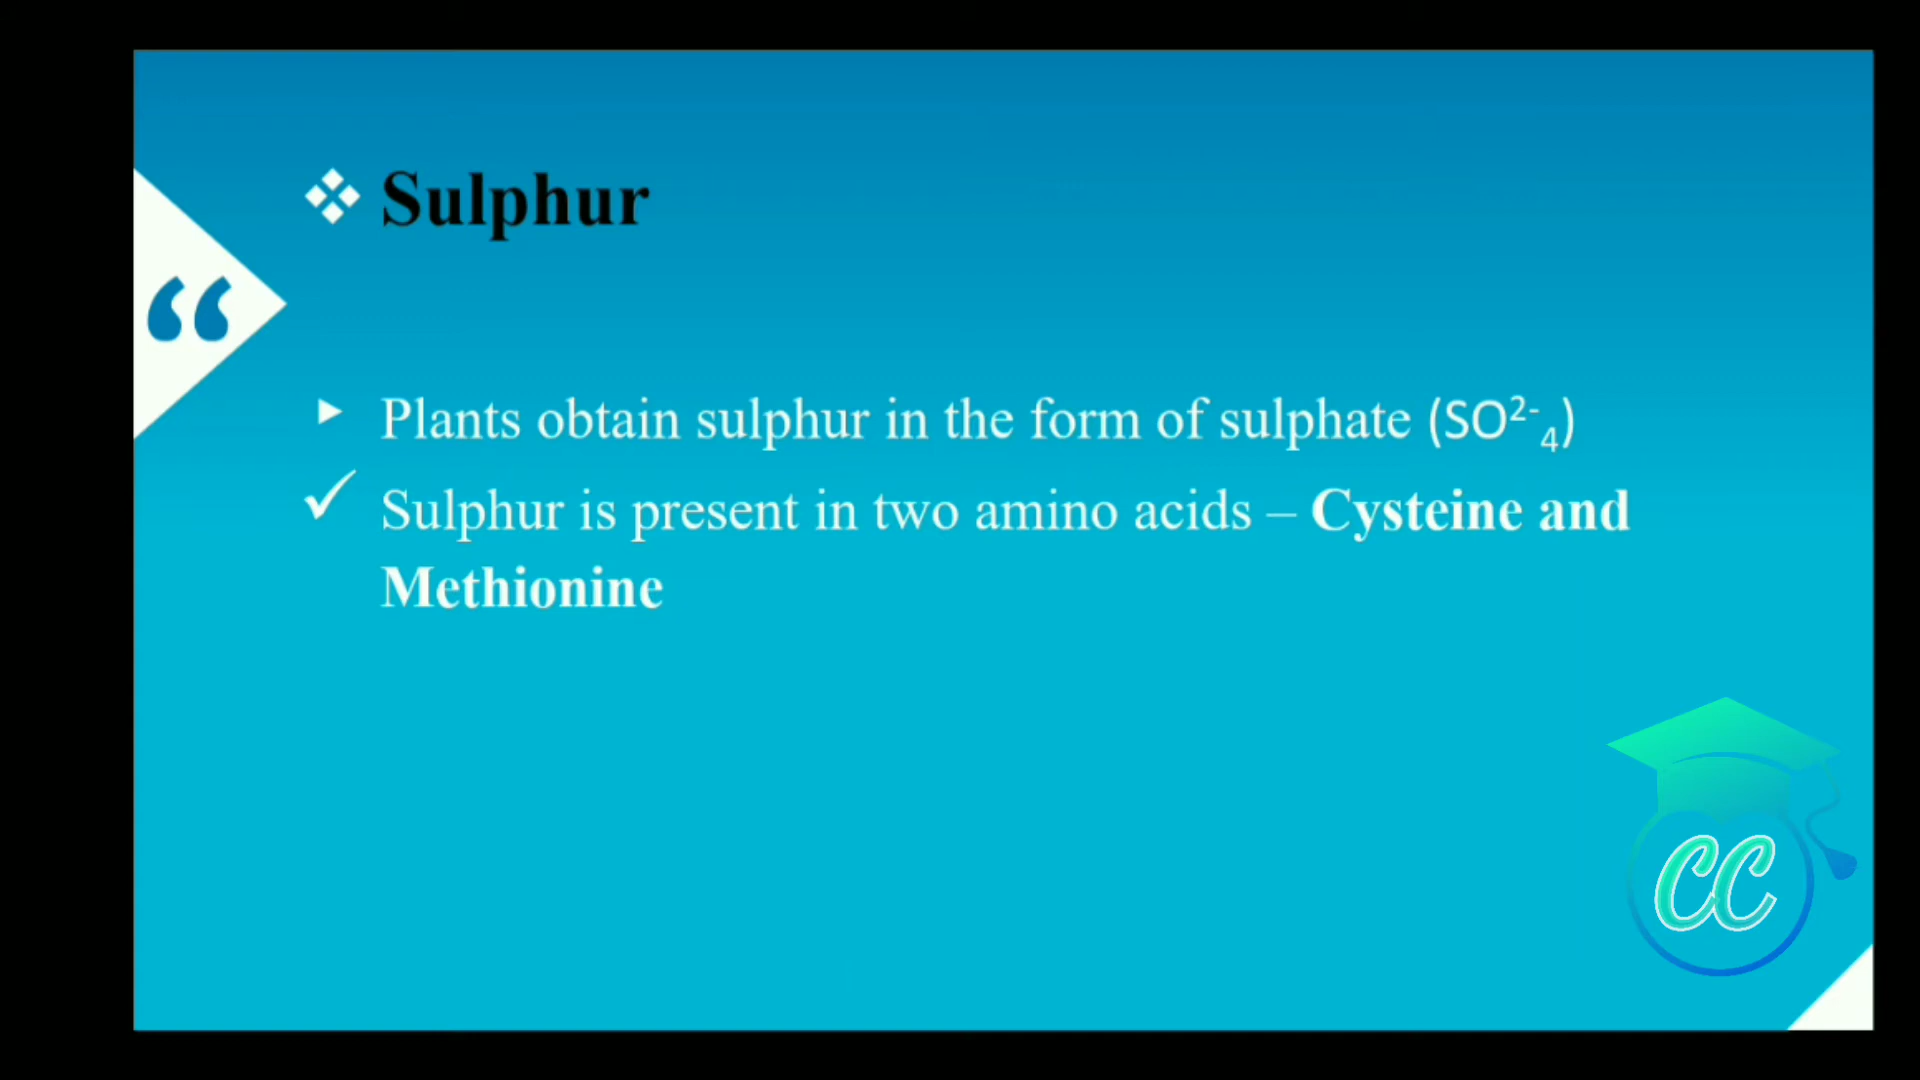 ❖ Sulphur
“
► Plants obtain sulphur in the form of sulphate (SO²⁻₄)
✓ Sulphur is present in two amino acids – Cysteine and
Methionine
CC